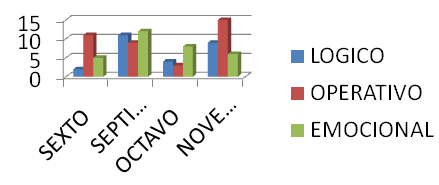 15
10
5
0
SEXTO
SEPTI...
OCTAVO
NOVE...
LOGICO
OPERATIVO
EMOCIONAL